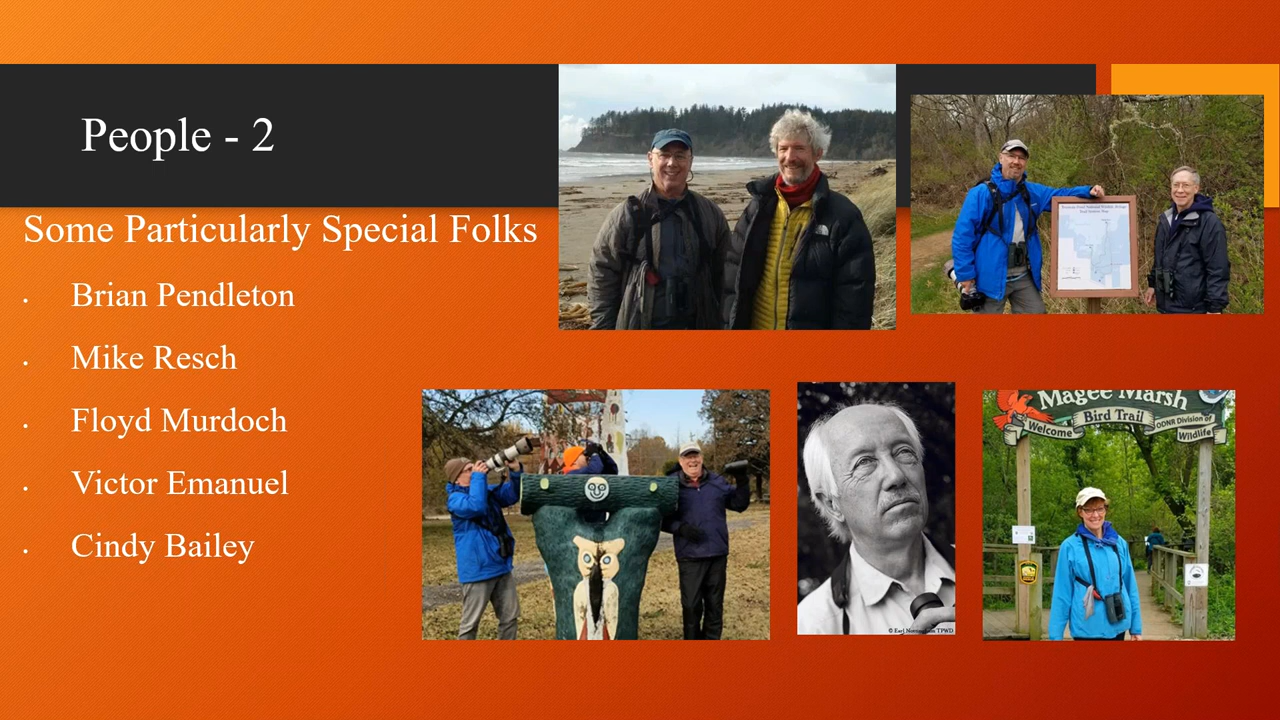 People - 2
Some Particularly Special Folks
• Brian Pendleton
• Mike Resch
• Floyd Murdoch
• Victor Emanuel
• Cindy Bailey
Magee Marsh
Bird Trail
Welcome
ODNR Division of
Wildlife